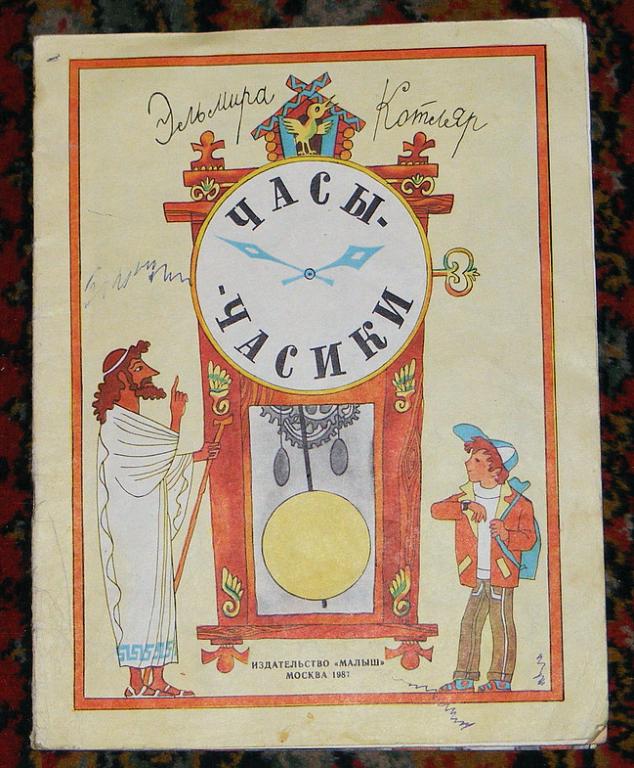 Эльмира Котляр
ЧАСЫ-
-ЧАСИКИ
ИЗДАТЕЛЬСТВО «МАЛЫШ»
МОСКВА 1987